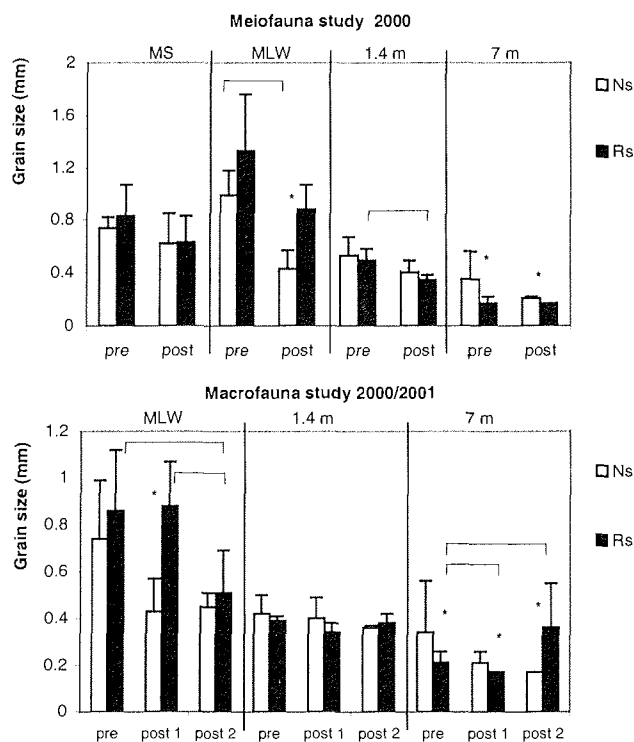 Meiofauna study 2000
MS MLW 1.4 m 7 m
Grain size (mm)
2
1.6
1.2
0.8
0.4
0
* * *
pre post pre post pre post pre post
Ns
Rs
Macrofauna study 2000/2001
MLW 1.4 m 7 m
Grain size (mm)
1.2
1
0.8
0.6
0.4
0.2
0
* * * *
pre post 1 post 2 pre post 1 post 2 pre post 1 post 2
Ns
Rs